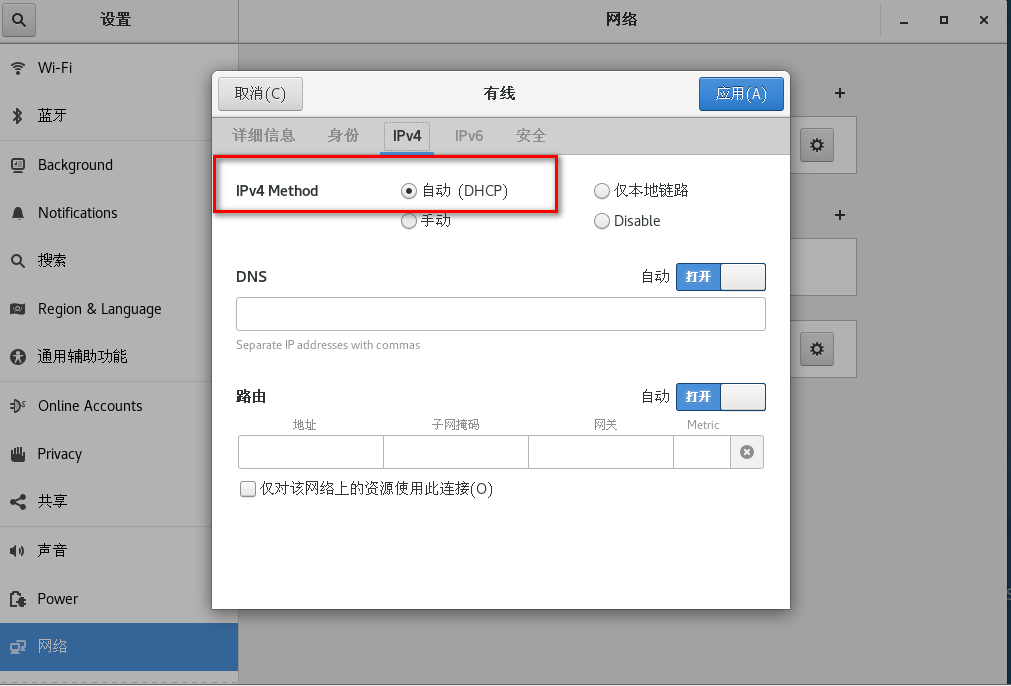 设置
网络
Wi-Fi
蓝牙
Background
Notifications
搜索
Region & Language
通用辅助功能
Online Accounts
Privacy
共享
声音
Power
网络
取消(C)
有线
应用(A)
详细信息 身份 IPv4 IPv6 安全
IPv4 Method 自动 (DHCP) 仅本地链路
手动 Disable
DNS 自动 打开
Separate IP addresses with commas
路由 自动 打开
地址 子网掩码 网关 Metric
仅对该网络上的资源使用此连接(O)